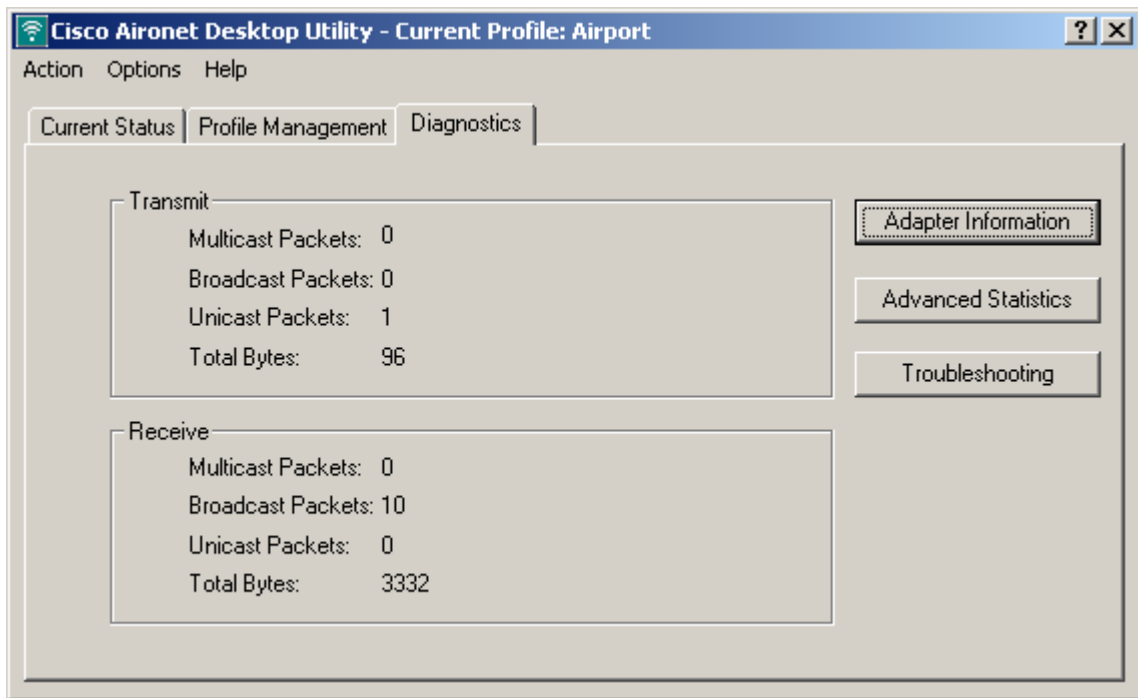 Cisco Aironet Desktop Utility - Current Profile: Airport
Action Options Help
Current Status Profile Management Diagnostics
Transmit
Multicast Packets: 0
Broadcast Packets: 0
Unicast Packets: 1
Total Bytes: 96
Adapter Information
Advanced Statistics
Troubleshooting
Receive
Multicast Packets: 0
Broadcast Packets: 10
Unicast Packets: 0
Total Bytes: 3332